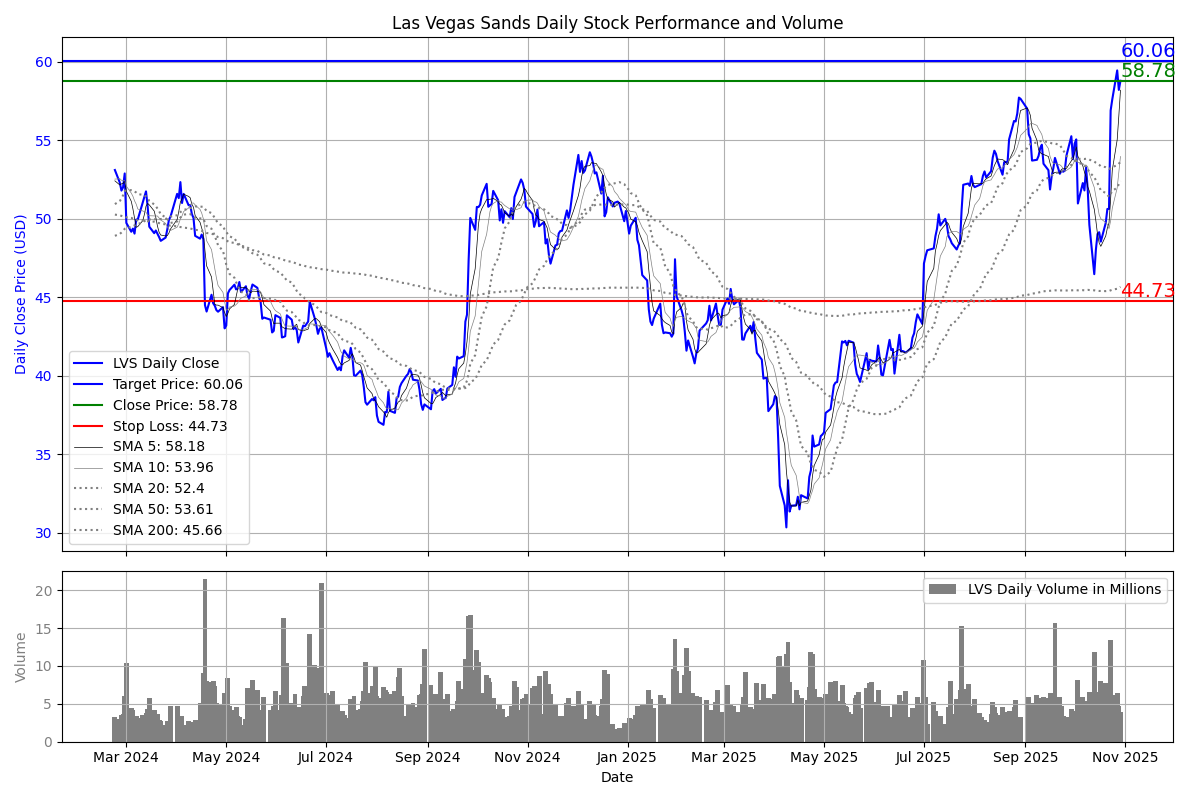 Las Vegas Sands Daily Stock Performance and Volume
60.06
58.78
44.73
60
55
50
45
40
35
30
Daily Close Price (USD)
LVS Daily Close
Target Price: 60.06
Close Price: 58.78
Stop Loss: 44.73
SMA 5: 58.18
SMA 10: 53.96
SMA 20: 52.4
SMA 50: 53.61
SMA 200: 45.66
20
15
10
5
0
Volume
LVS Daily Volume in Millions
Mar 2024 May 2024 Jul 2024 Sep 2024 Nov 2024 Jan 2025 Mar 2025 May 2025 Jul 2025 Sep 2025 Nov 2025
Date